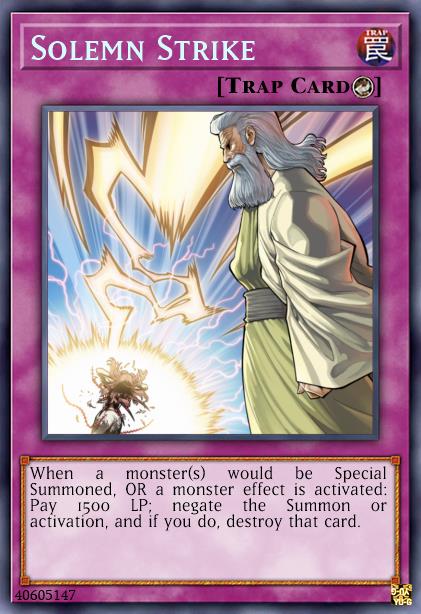 Solemn Strike
TRAP
罠
[Trap Card]
When a monster(s) would be Special
Summoned, OR a monster effect is activated:
Pay 1500 LP; negate the Summon or
activation, and if you do, destroy that card.
40605147